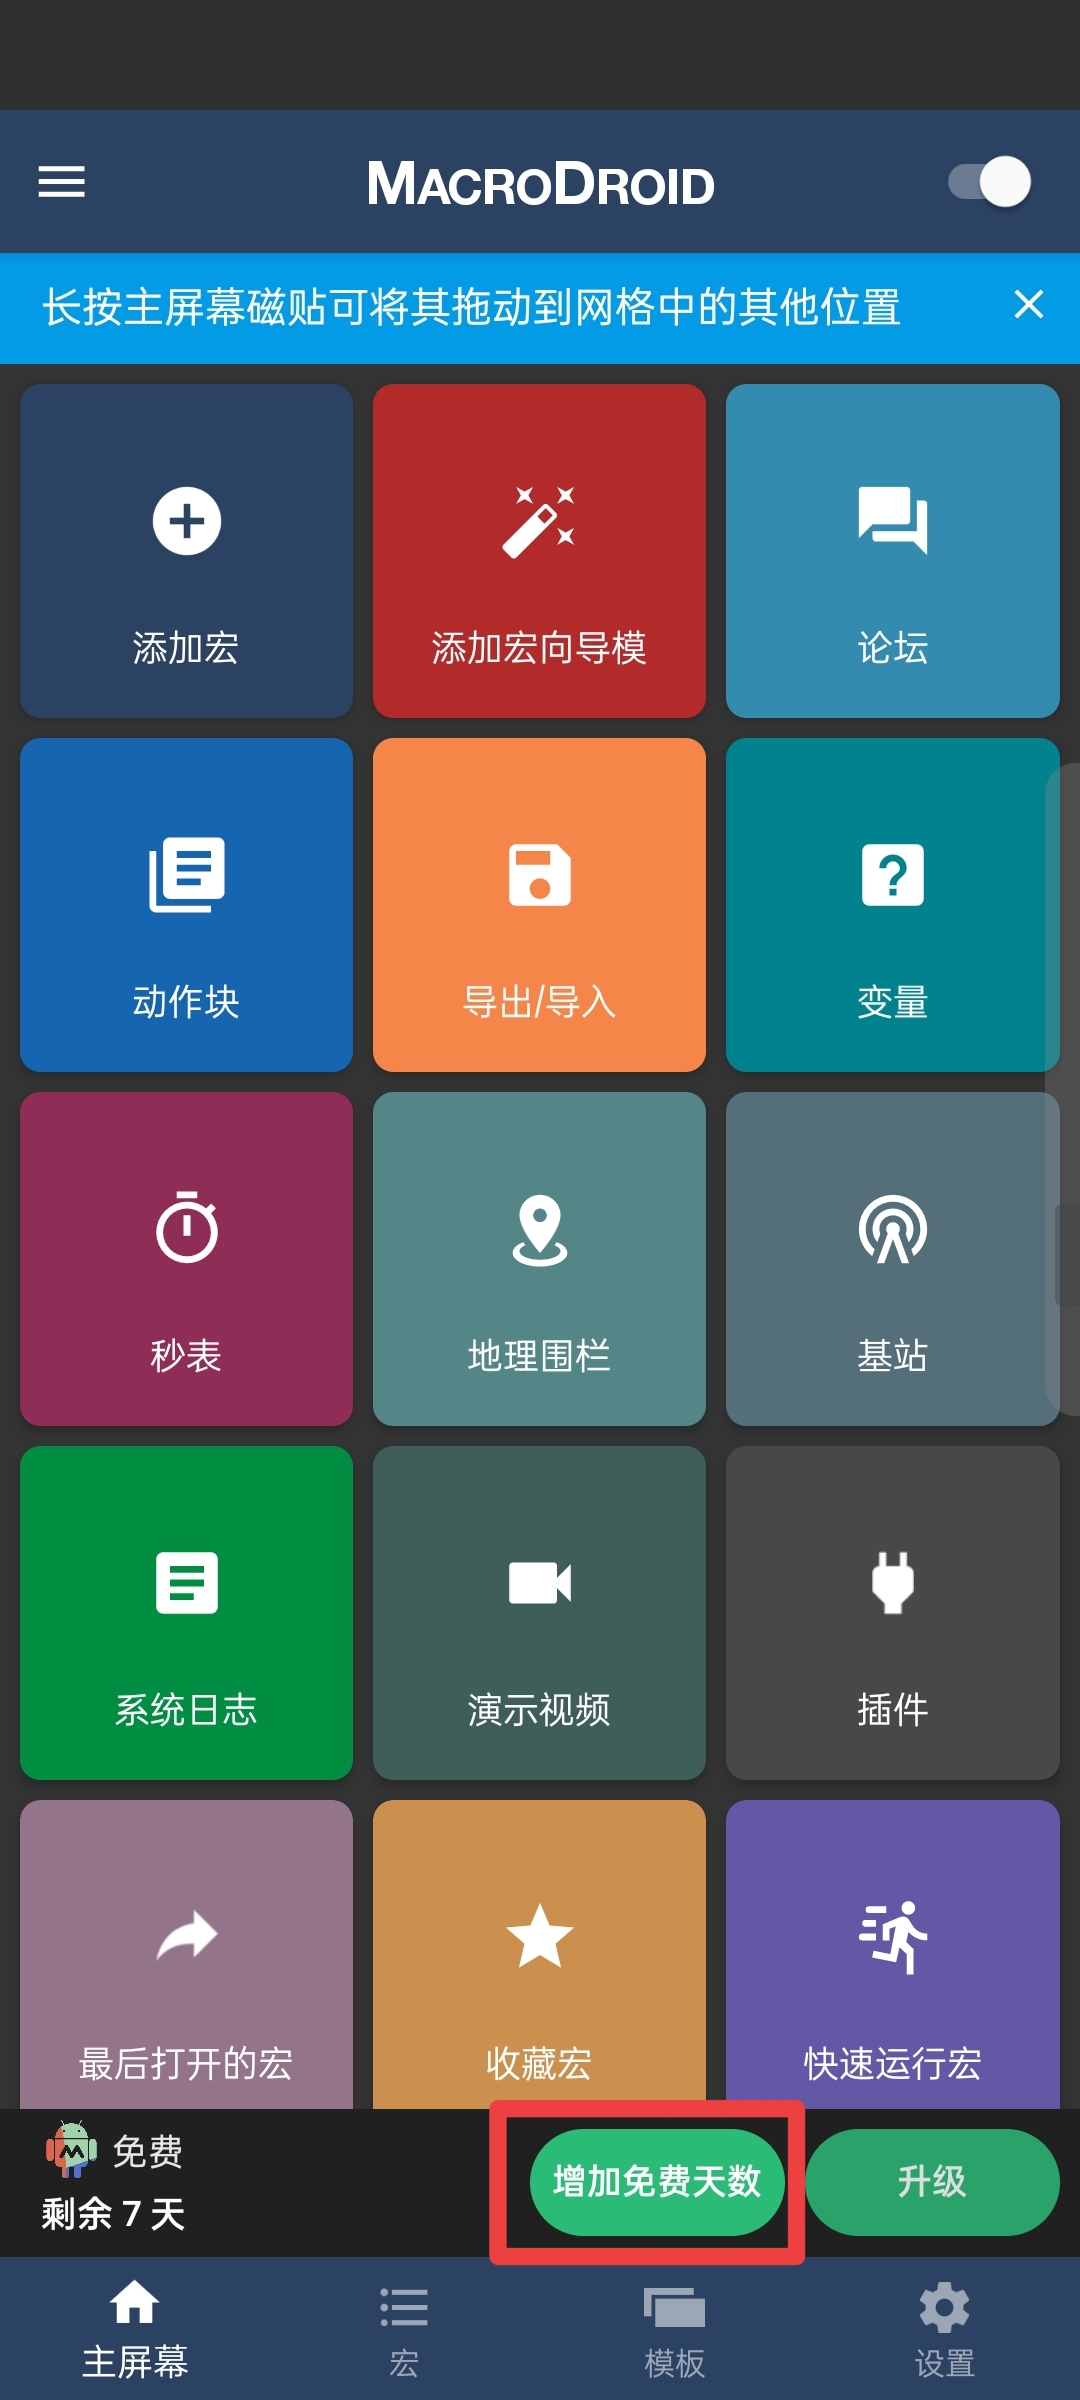 MACRODROID
长按主屏幕磁贴可将其拖动到网格中的其他位置
添加宏
添加宏向导模
论坛
动作块
导出/导入
变量
秒表
地理围栏
基站
系统日志
演示视频
插件
最后打开的宏
收藏宏
快速运行宏
免费
剩余 7 天
增加免费天数
升级
主屏幕
宏
模板
设置